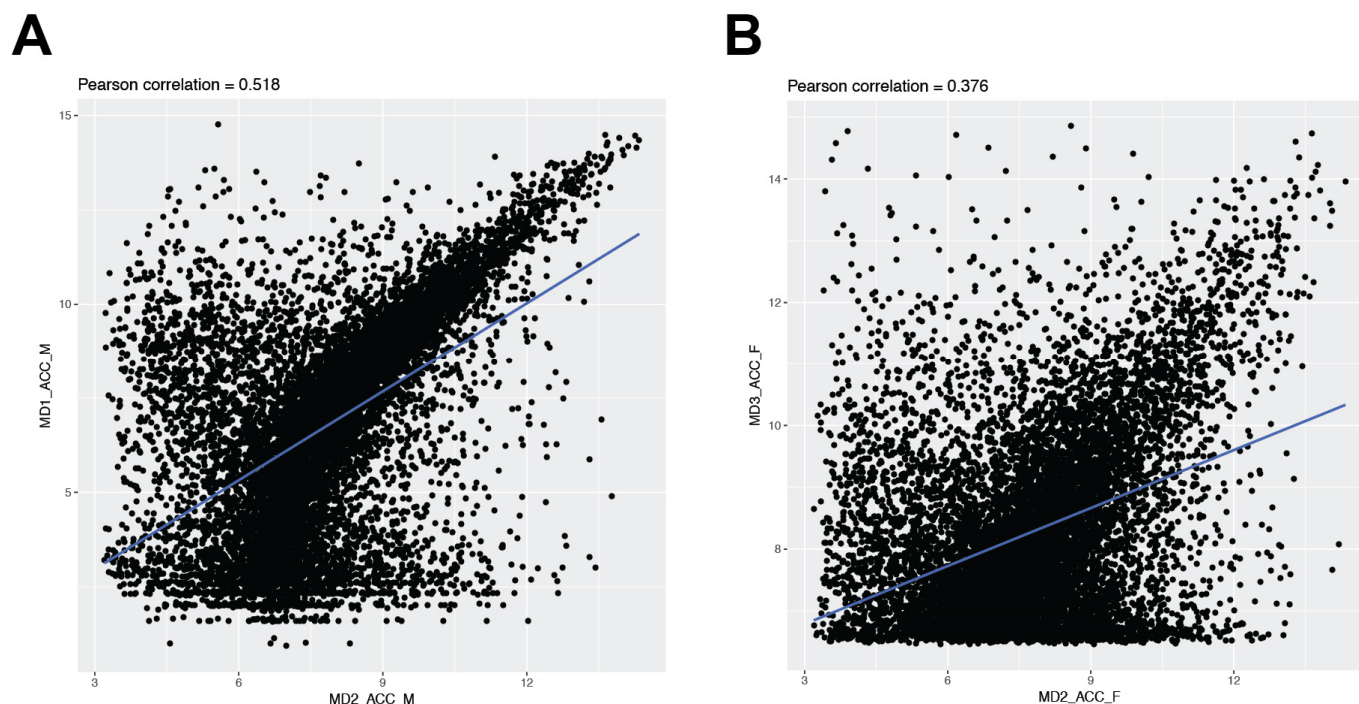 A
B
Pearson correlation = 0.518
Pearson correlation = 0.376
15
10
5
MD1_ACC_M
3
6
9
12
MD2_ACC_M
14
12
10
8
MD3_ACC_F
3
6
9
12
MD2_ACC_F